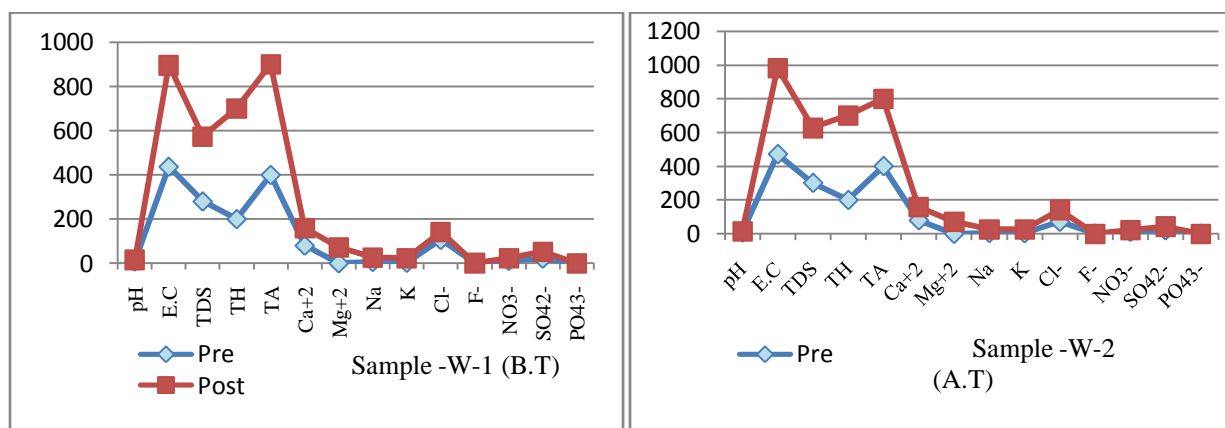 1000
800
600
400
200
0
pH
E.C
TDS
TH
TA
Ca+2
Mg+2
Na
K
Cl-
F-
NO3-
SO42-
PO43-
Pre
Post
Sample -W-1 (B.T)
1200
1000
800
600
400
200
0
pH
E.C
TDS
TH
TA
Ca+2
Mg+2
Na
K
Cl-
F-
NO3-
SO42-
PO43-
Pre
Sample -W-2
(A.T)